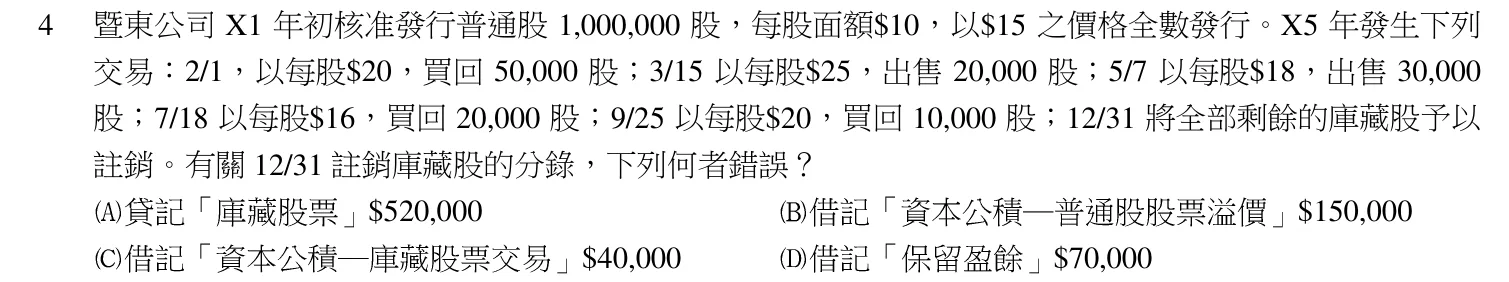 4 暨東公司 X1 年初核准發行普通股 1,000,000 股，每股面額$10，以$15 之價格全數發行。X5 年發生下列
交易：2/1，以每股$20，買回 50,000 股；3/15 以每股$25，出售 20,000 股；5/7 以每股$18，出售 30,000
股；7/18 以每股$16，買回 20,000 股；9/25 以每股$20，買回 10,000 股；12/31 將全部剩餘的庫藏股予以
註銷。有關 12/31 註銷庫藏股的分錄，下列何者錯誤？
(A)貸記「庫藏股票」$520,000 (B)借記「資本公積—普通股股票溢價」$150,000
(C)借記「資本公積—庫藏股票交易」$40,000 (D)借記「保留盈餘」$70,000